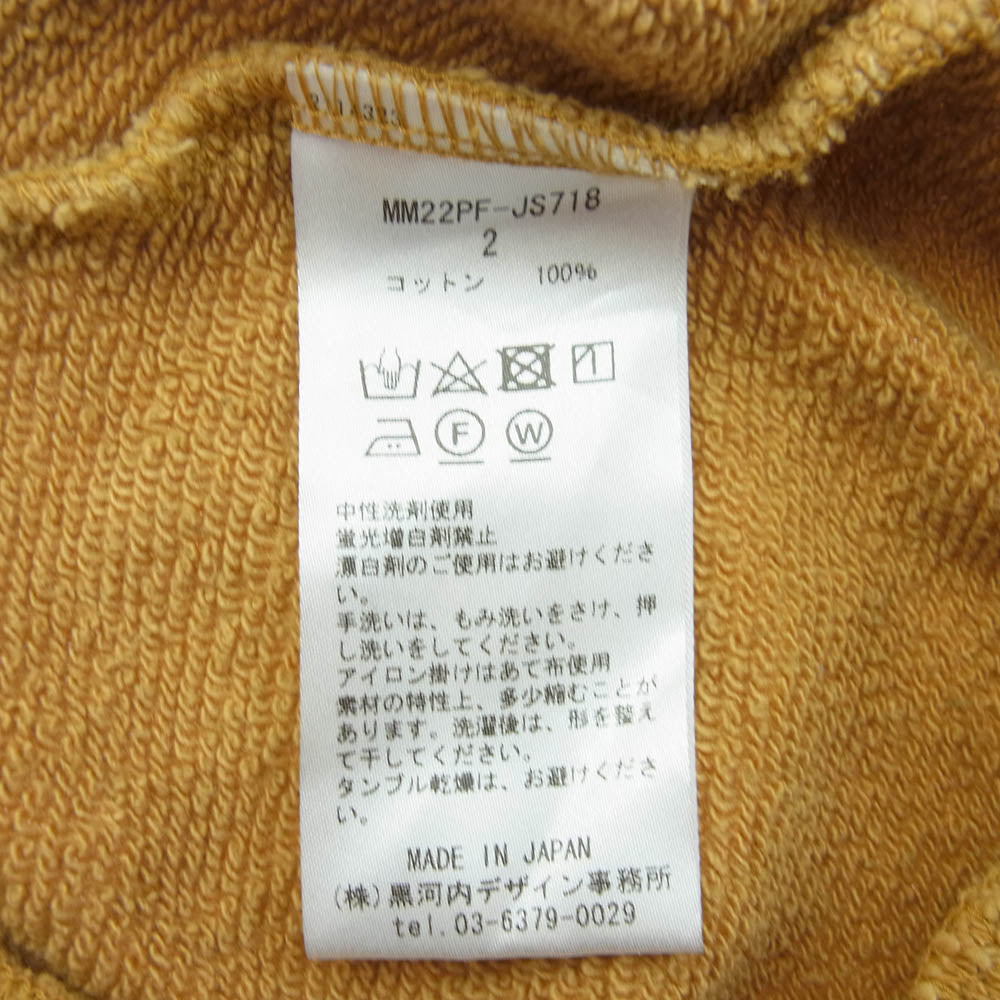 MM22PF-JS718
2
コットン 100%
F W
中性洗剤使用
蛍光増白剤禁止
漂白剤のご使用はお避けくださ
い。
手洗いは、もみ洗いをさけ、押
し洗いをしてください。
アイロン掛けはあて布使用
素材の特性上、多少縮むことが
あります。洗濯後は、形を整え
て干してください。
タンブル乾燥は、お避けくださ
い。
MADE IN JAPAN
(株)黒河内デザイン事務所
tel.03-6379-0029